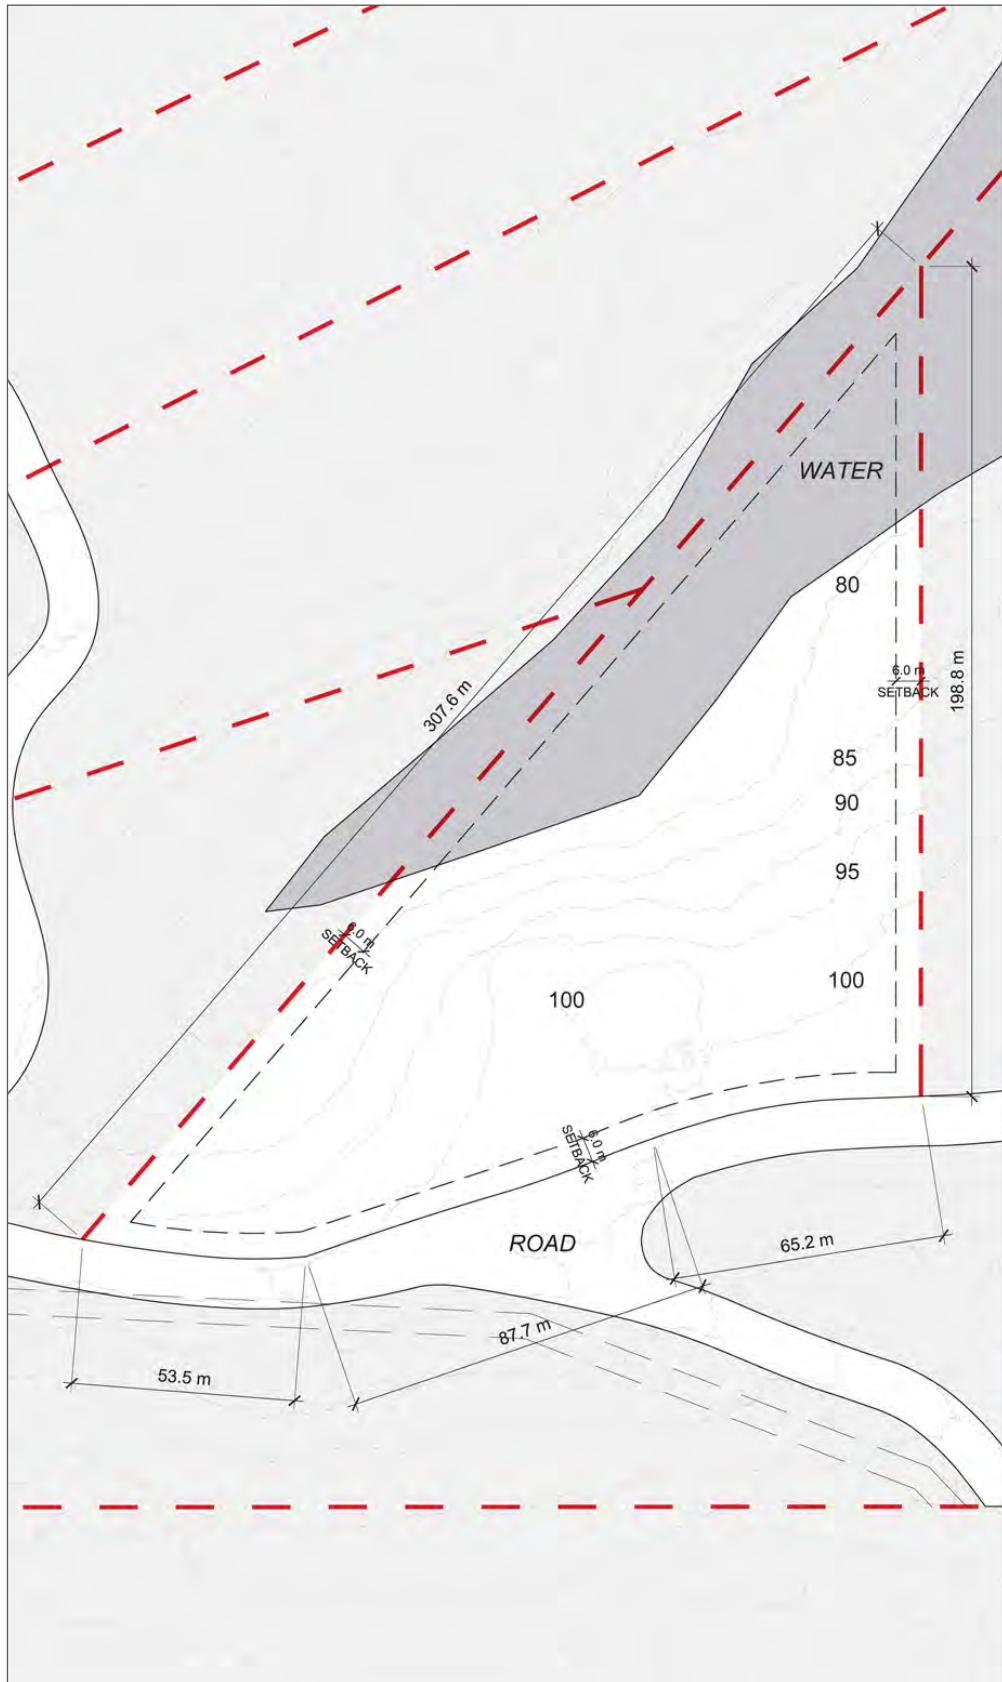 WATER
80
6.0 m
SETBACK
198.8 m
307.6 m
85
90
95
6.0 m
SETBACK
100
100
6.0 m
SETBACK
ROAD
65.2 m
87.7 m
53.5 m